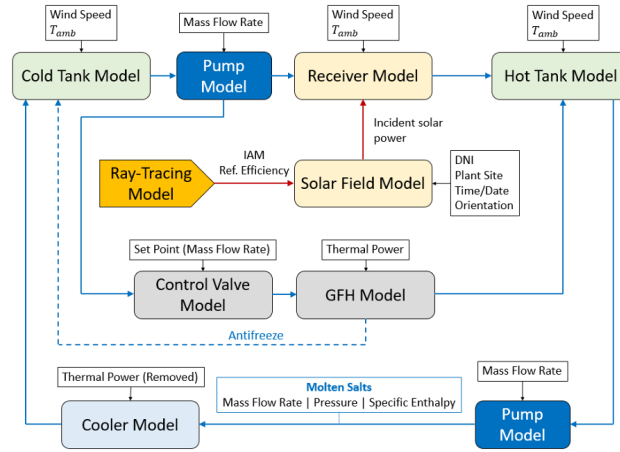 Wind Speed
T_amb
Mass Flow Rate
Wind Speed
T_amb
Wind Speed
T_amb
Cold Tank Model
Pump
Model
Receiver Model
Hot Tank Model
Incident solar
power
IAM
Ref. Efficiency
Ray-Tracing
Model
Solar Field Model
DNI
Plant Site
Time/Date
Orientation
Set Point (Mass Flow Rate)
Thermal Power
Control Valve
Model
GFH Model
Antifreeze
Thermal Power (Removed)
Molten Salts
Mass Flow Rate | Pressure | Specific Enthalpy
Mass Flow Rate
Cooler Model
Pump
Model